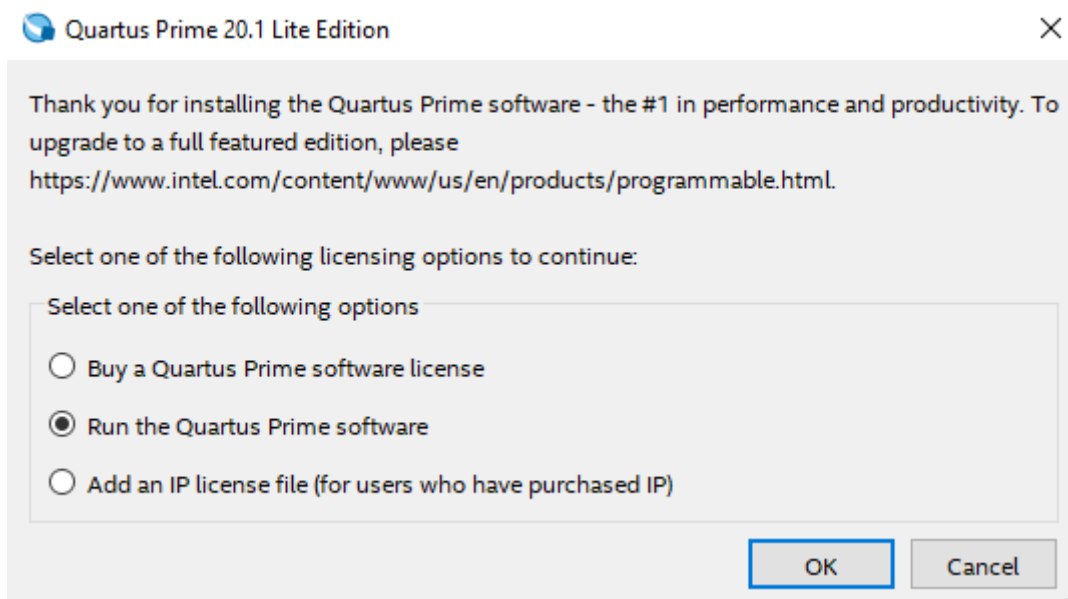 Quartus Prime 20.1 Lite Edition
Thank you for installing the Quartus Prime software - the #1 in performance and productivity. To
upgrade to a full featured edition, please
https://www.intel.com/content/www/us/en/products/programmable.html.
Select one of the following licensing options to continue:
Select one of the following options
Buy a Quartus Prime software license
Run the Quartus Prime software
Add an IP license file (for users who have purchased IP)
OK Cancel